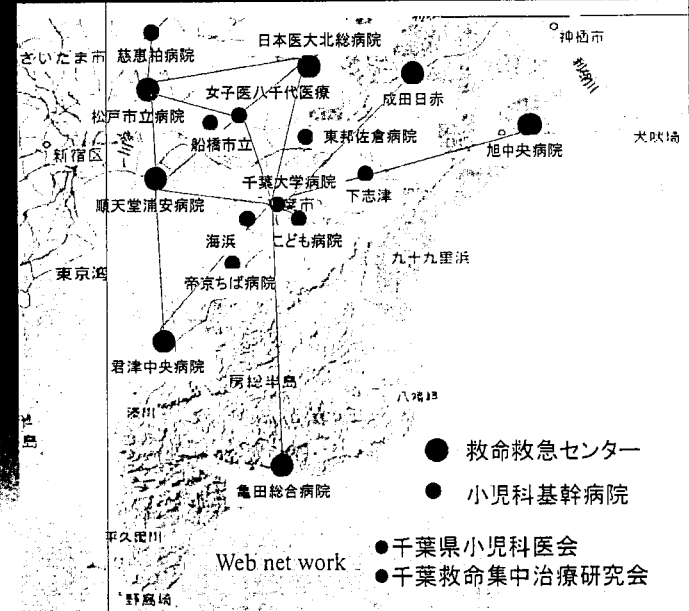 神栖市
日本医大北総病院
慈恵柏病院
さいたま市
利根川
女子医八千代医療
成田日赤
松戸市立病院
船橋市立
東邦佐倉病院
旭中央病院
犬吠埼
新宿区
千葉大学病院
下志津
順天堂浦安病院
海浜
こども病院
九十九里浜
東京湾
帝京ちば病院
君津中央病院
房総半島
湊川
八幡岬
島
救命救急センター
亀田総合病院
小児科基幹病院
平久里川
Web net work
●千葉県小児科医会
●千葉救命集中治療研究会
野島崎